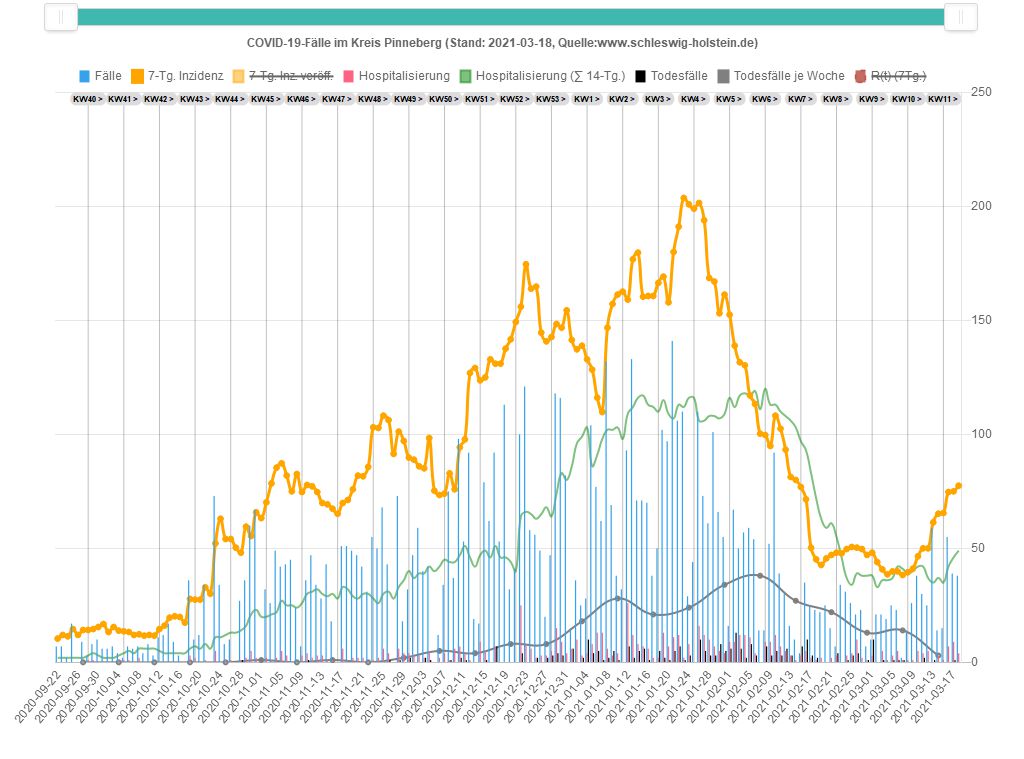 COVID-19-Fälle im Kreis Pinneberg (Stand: 2021-03-18, Quelle:www.schleswig-holstein.de)
Fälle 7-Tg. Inzidenz 7-Tg. Inz. veröff. Hospitalisierung Hospitalisierung (∑ 14-Tg.) Todesfälle Todesfälle je Woche R(t) (7Tg.)
KW40 > KW41 > KW42 > KW43 > KW44 > KW45 > KW46 > KW47 > KW48 > KW49 > KW50 > KW51 > KW52 > KW53 > KW1 > KW2 > KW3 > KW4 > KW5 > KW6 > KW7 > KW8 > KW9 > KW10 > KW11 >
250
200
150
100
50
0
2020-09-22 2020-09-26 2020-09-30 2020-10-04 2020-10-08 2020-10-12 2020-10-16 2020-10-20 2020-10-24 2020-10-28 2020-11-01 2020-11-05 2020-11-09 2020-11-13 2020-11-17 2020-11-21 2020-11-25 2020-11-29 2020-12-03 2020-12-07 2020-12-11 2020-12-15 2020-12-19 2020-12-23 2020-12-27 2020-12-31 2021-01-04 2021-01-08 2021-01-12 2021-01-16 2021-01-20 2021-01-24 2021-01-28 2021-02-01 2021-02-05 2021-02-09 2021-02-13 2021-02-17 2021-02-21 2021-02-25 2021-03-01 2021-03-05 2021-03-09 2021-03-13 2021-03-17